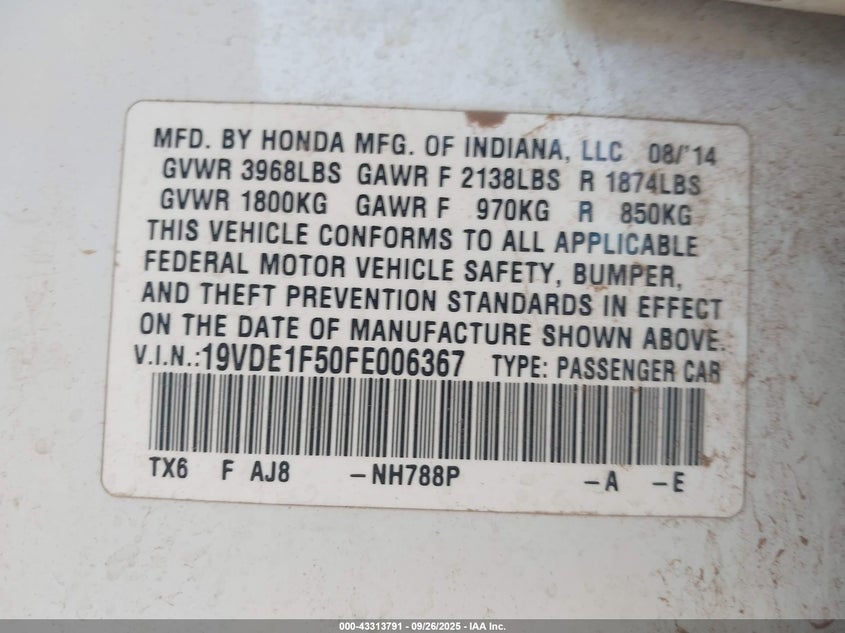 MFD. BY HONDA MFG. OF INDIANA, LLC 08/'14
GVWR 3968LBS GAWR F 2138LBS R 1874LBS
GVWR 1800KG GAWR F 970KG R 850KG
THIS VEHICLE CONFORMS TO ALL APPLICABLE
FEDERAL MOTOR VEHICLE SAFETY, BUMPER,
AND THEFT PREVENTION STANDARDS IN EFFECT
ON THE DATE OF MANUFACTURE SHOWN ABOVE.
V.I.N.:19VDE1F50FE006367 TYPE: PASSENGER CAR
TX6 F AJ8 -NH788P -A -E
000-43313791 - 09/26/2025 - IAA Inc.